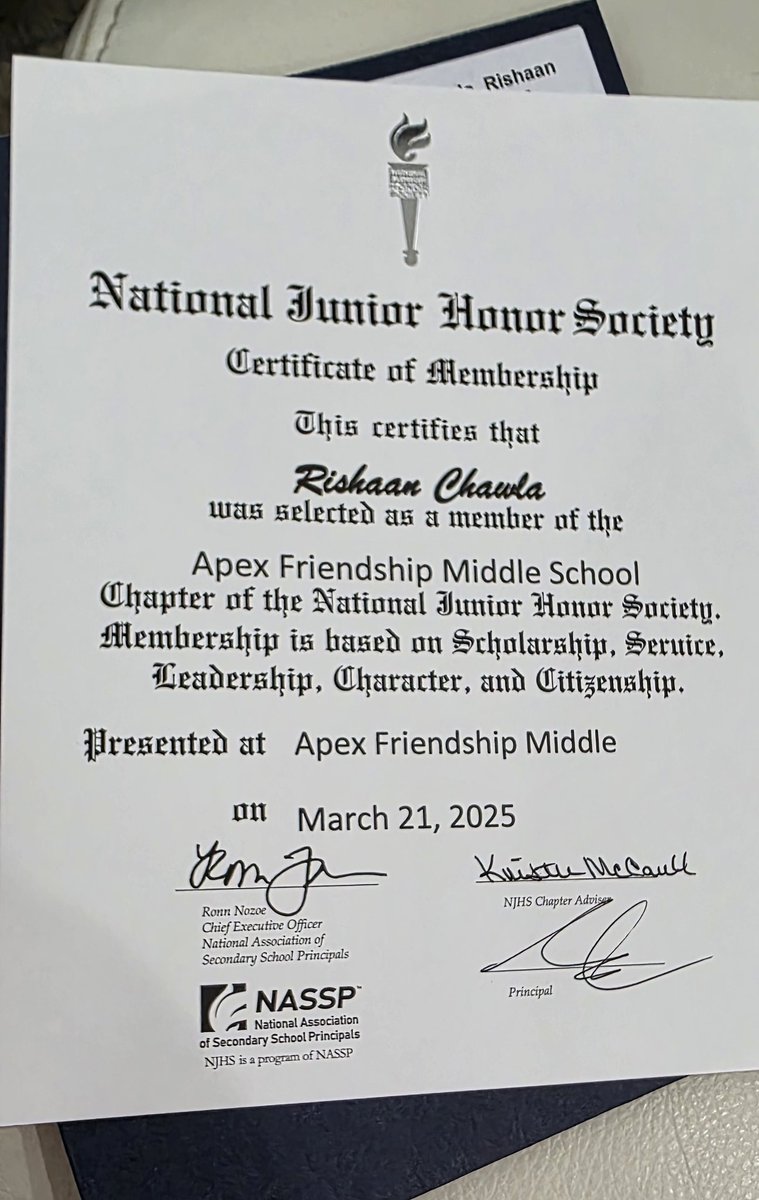 Rishaan
National Junior Honor Society
Certificate of Membership
This certifies that
Rishaan Chawla
was selected as a member of the
Apex Friendship Middle School
Chapter of the National Junior Honor Society.
Membership is based on Scholarship, Service,
Leadership, Character, and Citizenship.
Presented at Apex Friendship Middle
on March 21, 2025
Ronn Nozoe
Chief Executive Officer
National Association of
Secondary School Principals
Kristie McCaull
NJHS Chapter Adviser
Principal
NASSP™
National Association
of Secondary School Principals
NJHS is a program of NASSP